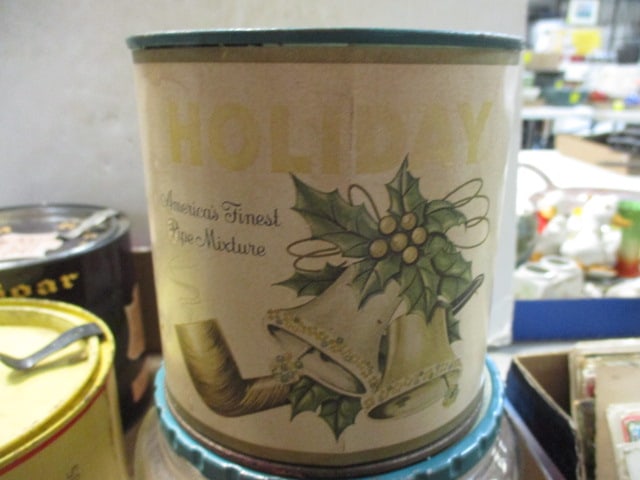 HOLIDAY
America's Finest
Pipe Mixture